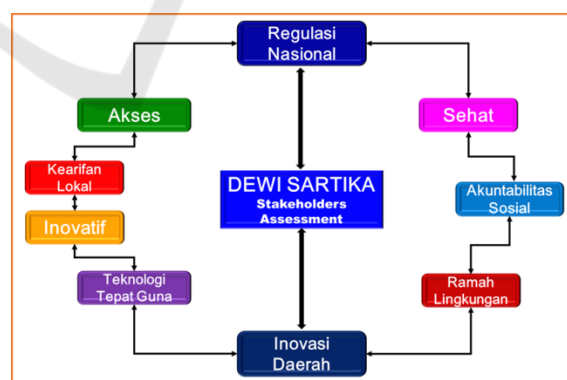 Regulasi
Nasional
Akses
Sehat
Kearifan
Lokal
DEWI SARTIKA
Stakeholders
Assessment
Akuntabilitas
Sosial
Inovatif
Teknologi
Tepat Guna
Ramah
Lingkungan
Inovasi
Daerah